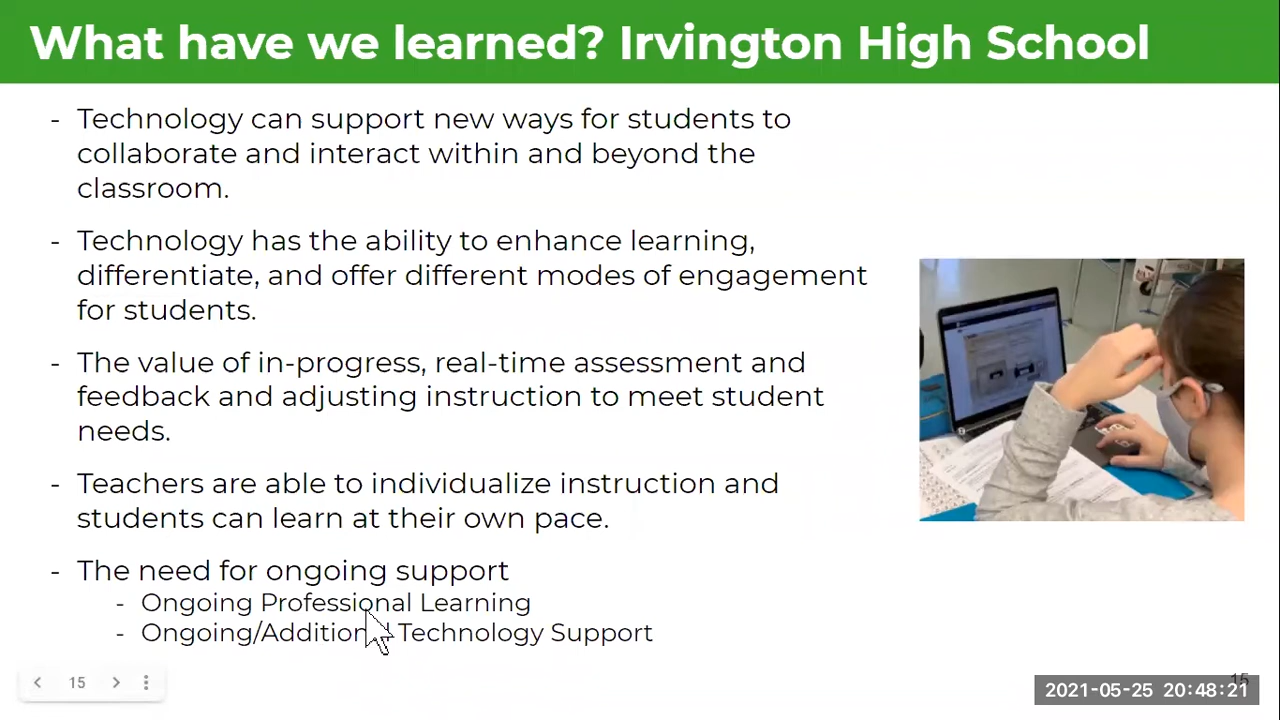 What have we learned? Irvington High School
- Technology can support new ways for students to
collaborate and interact within and beyond the
classroom.
- Technology has the ability to enhance learning,
differentiate, and offer different modes of engagement
for students.
- The value of in-progress, real-time assessment and
feedback and adjusting instruction to meet student
needs.
- Teachers are able to individualize instruction and
students can learn at their own pace.
- The need for ongoing support
- Ongoing Professional Learning
- Ongoing/Additional Technology Support
15
15
2021-05-25 20:48:21